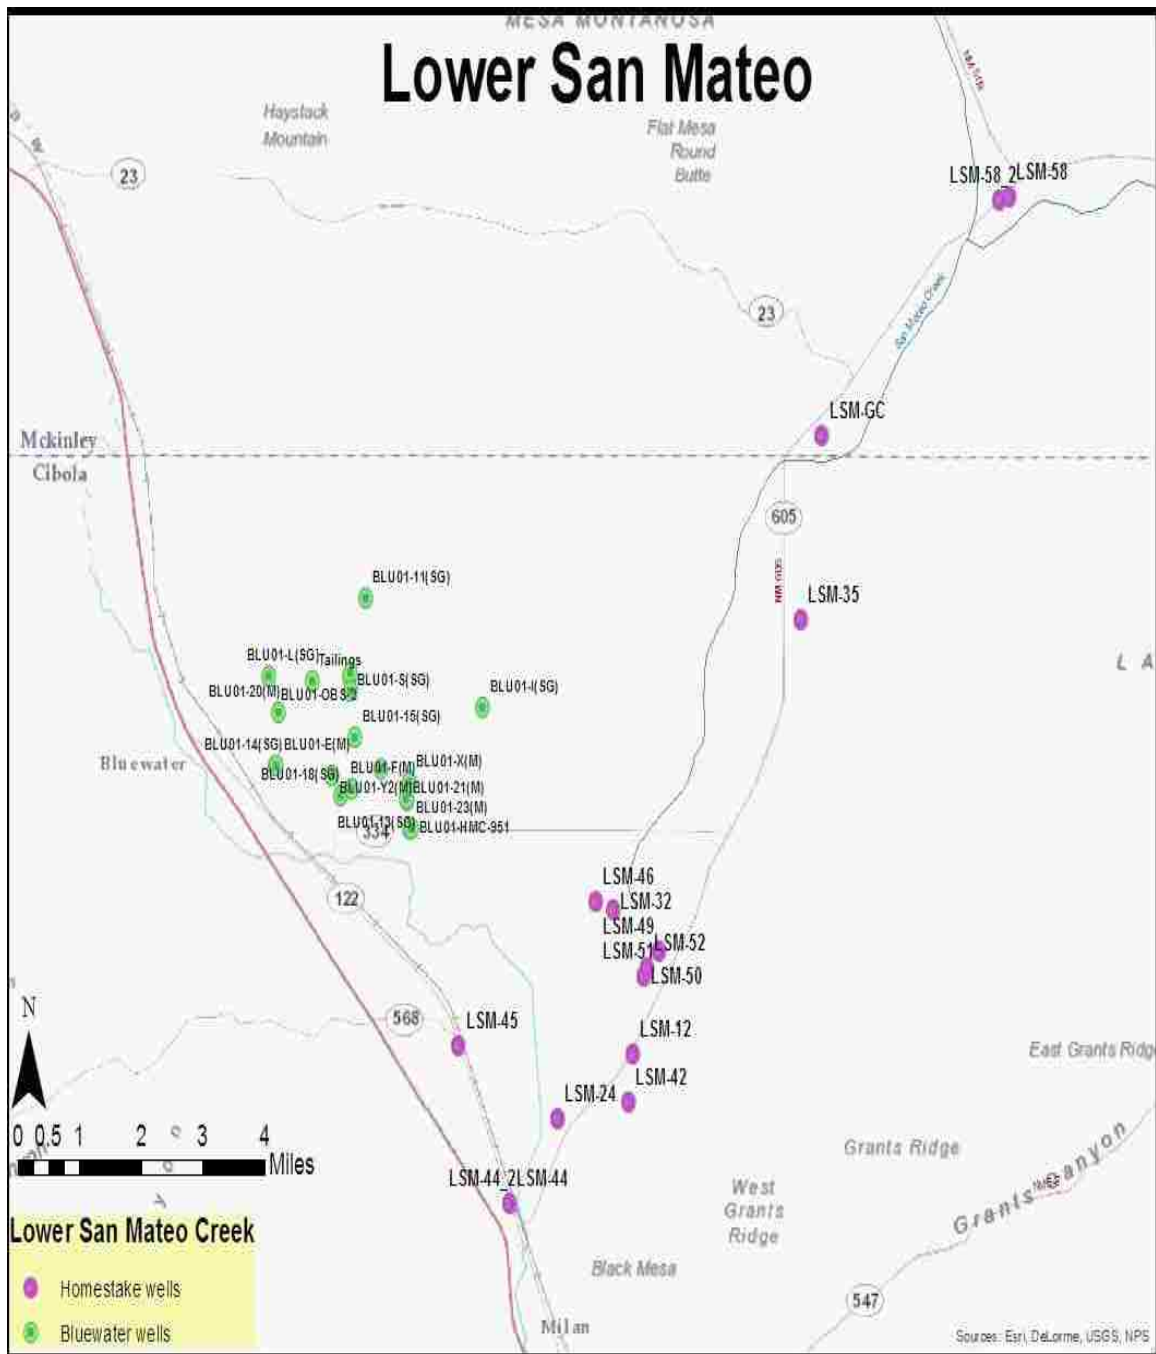 MESA MONTANOSA
Lower San Mateo
Haystack
Mountain
Flat Mesa
Round
Butte
23
LSM-58_2
LSM-58
23
San Mateo Creek
LSM-GC
Mckinley
Cibola
605
NM 605
BLU01-11(SG)
LSM-35
BLU01-L(SG)
Tailings
L A
BLU01-S(SG)
BLU01-20(M)
BLU01-OBS-2
BLU01-I(SG)
BLU01-15(SG)
BLU01-14(SG)
BLU01-E(M)
Bluewater
BLU01-X(M)
BLU01-F(M)
BLU01-18(SG)
BLU01-Y2(M)
BLU01-21(M)
BLU01-23(M)
BLU01-13(SG)
BLU01-HMC-951
334
LSM-46
122
LSM-32
LSM-49
LSM-52
LSM-51
LSM-50
N
568
LSM-45
LSM-12
East Grants Ridge
LSM-42
LSM-24
0 0.5 1 2 3 4
Miles
Grants Ridge
Grants Canyon
LSM-44_2
LSM-44
West
Grants
Ridge
Lower San Mateo Creek
Black Mesa
Homestake wells
547
Milan
Bluewater wells
Sources: Esri, DeLorme, USGS, NPS